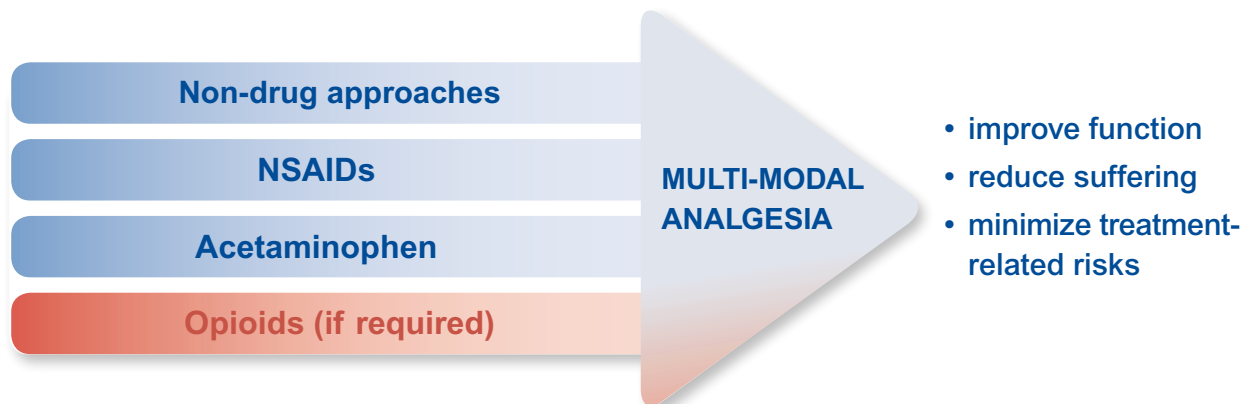 Non-drug approaches
NSAIDs
Acetaminophen
Opioids (if required)
MULTI-MODAL
ANALGESIA
• improve function
• reduce suffering
• minimize treatment-
related risks